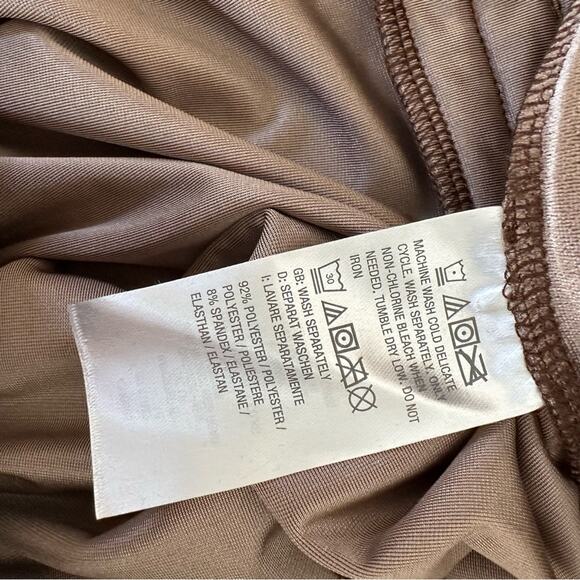 MACHINE WASH COLD DELICATE
CYCLE. WASH SEPARATELY. ONLY
NON-CHLORINE BLEACH WHEN
NEEDED. TUMBLE DRY LOW. DO NOT
IRON
30
GB: WASH SEPARATELY
D: SEPARAT WASCHEN
I: LAVARE SEPARATAMENTE
92% POLYESTER /
POLYESTER / POLIESTERE
8% SPANDEX / ELASTANE /
ELASTHAN / ELASTAN